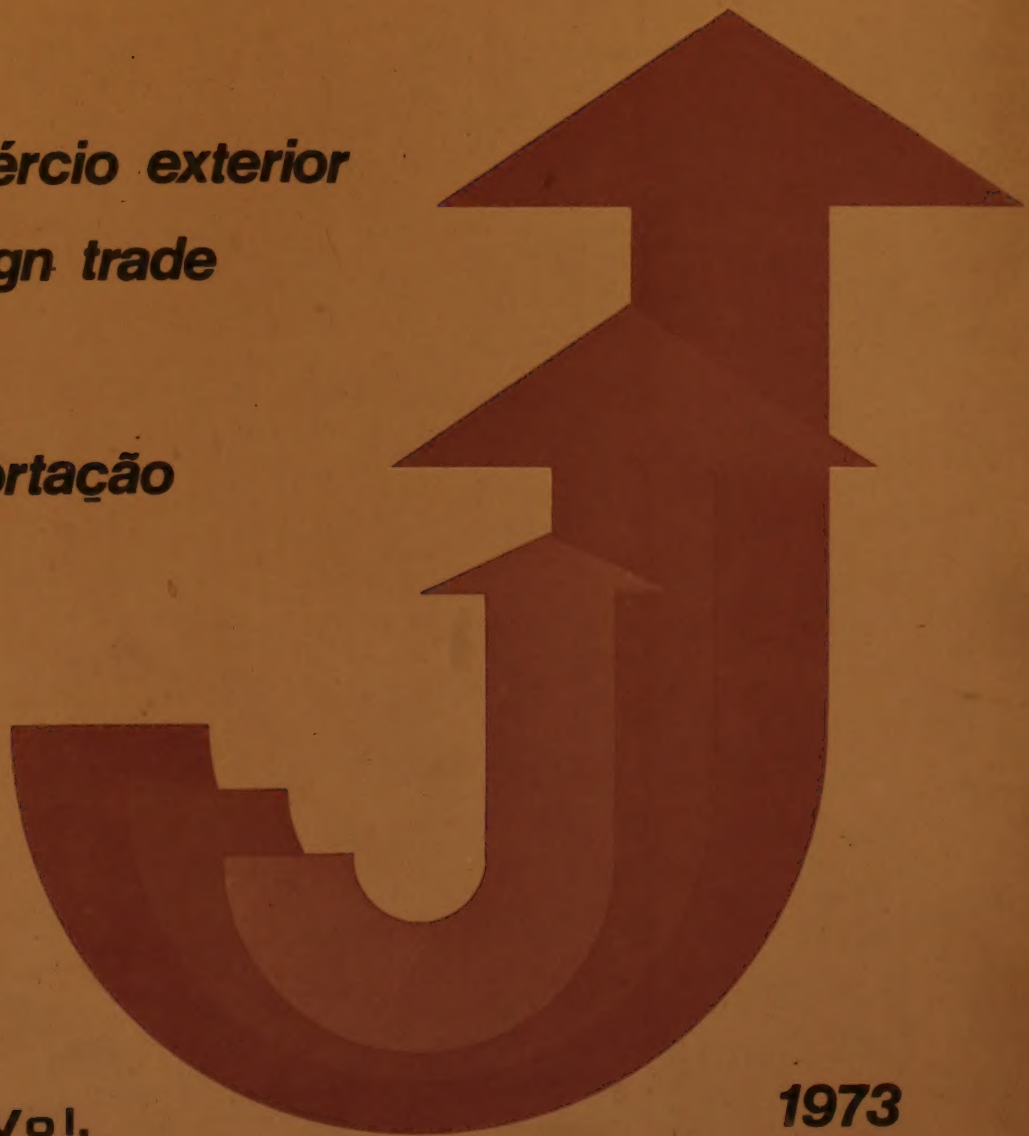 ércio exterior
gn trade
rtação
Vol.
1973